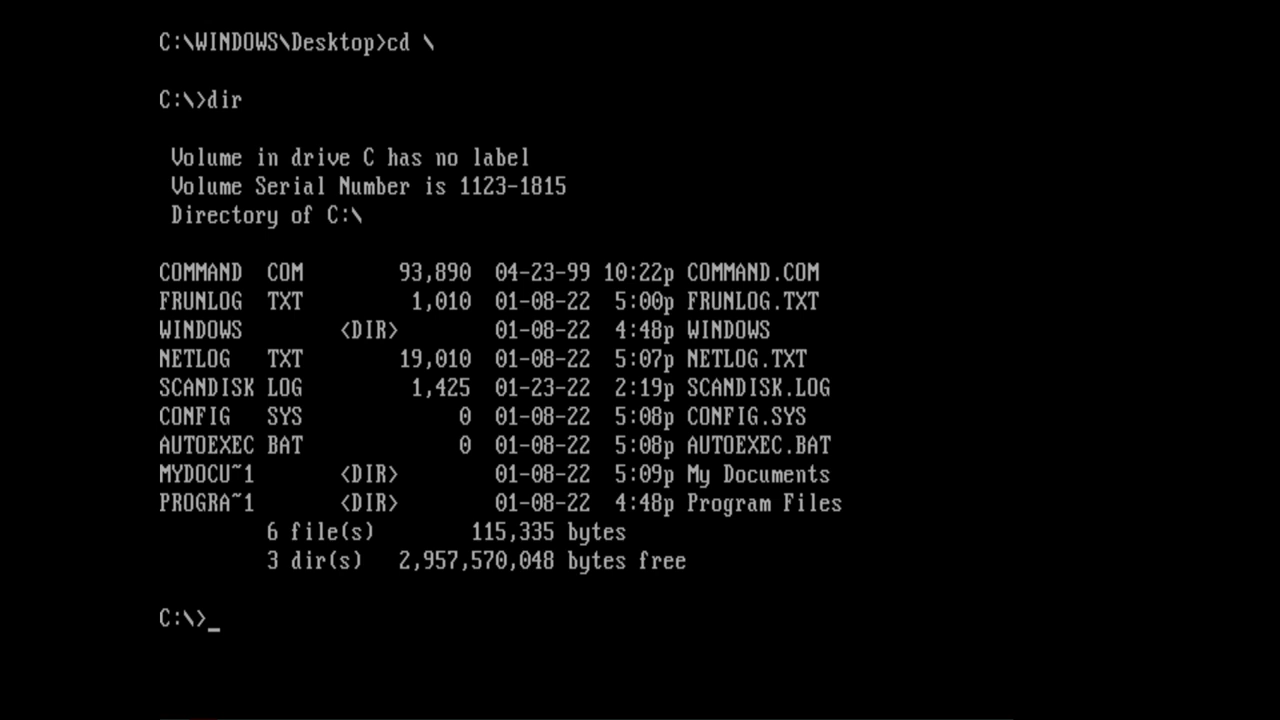 C:\WINDOWS\Desktop>cd \
C:\>dir
Volume in drive C has no label
Volume Serial Number is 1123-1815
Directory of C:\
COMMAND  COM        93,890  04-23-99 10:22p COMMAND.COM
FRUNLOG  TXT         1,010  01-08-22  5:00p FRUNLOG.TXT
WINDOWS        <DIR>        01-08-22  4:48p WINDOWS
NETLOG   TXT        19,010  01-08-22  5:07p NETLOG.TXT
SCANDISK LOG         1,425  01-23-22  2:19p SCANDISK.LOG
CONFIG   SYS             0  01-08-22  5:08p CONFIG.SYS
AUTOEXEC BAT             0  01-08-22  5:08p AUTOEXEC.BAT
MYDOCU~1       <DIR>        01-08-22  5:09p My Documents
PROGRA~1       <DIR>        01-08-22  4:48p Program Files
6 file(s)        115,335 bytes
3 dir(s)   2,957,570,048 bytes free
C:\>_